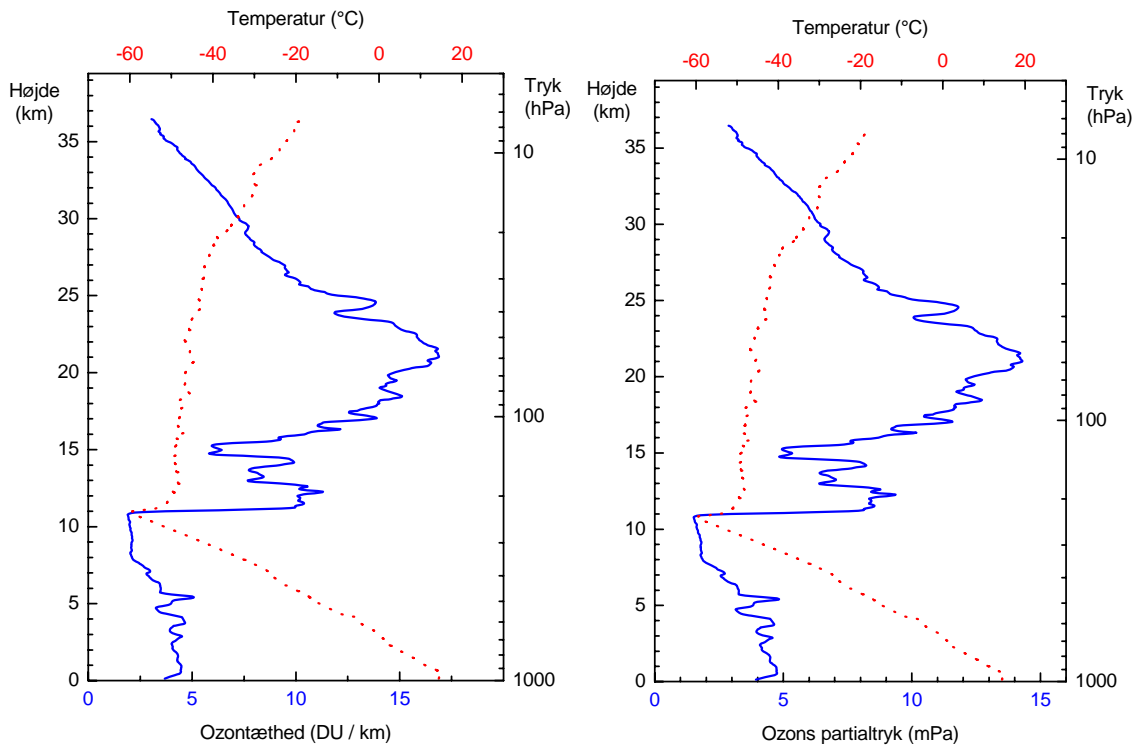 Temperatur (°C)
-60 -40 -20 0 20
Højde
(km)
Tryk
(hPa)
35
30
25
20
15
10
5
0
10
100
1000
0 5 10 15
Ozontæthed (DU / km)
Temperatur (°C)
-60 -40 -20 0 20
Højde
(km)
Tryk
(hPa)
35
30
25
20
15
10
5
0
10
100
1000
0 5 10 15
Ozons partialtryk (mPa)